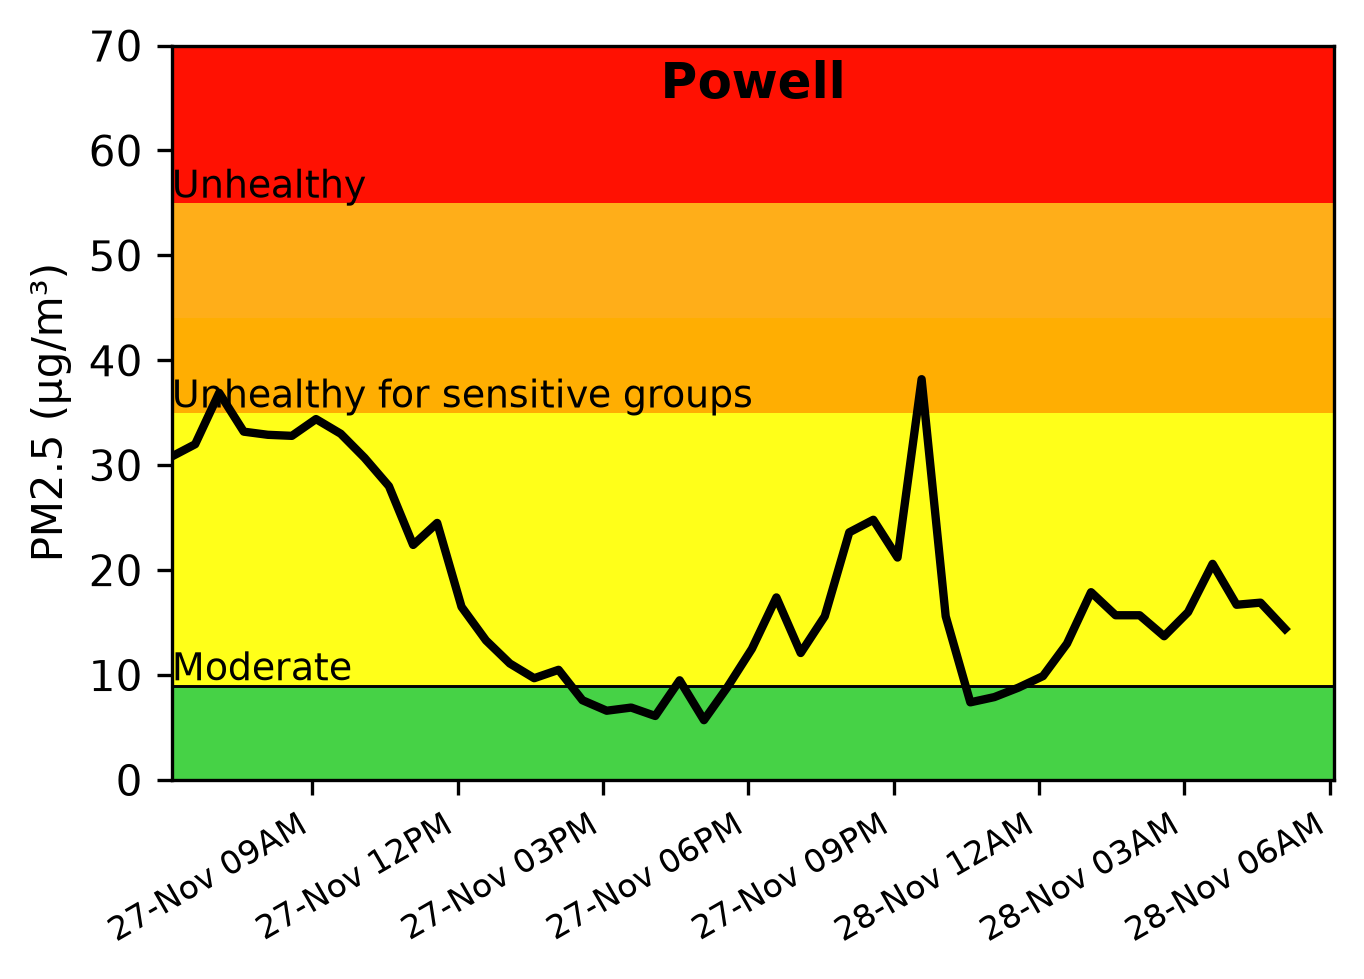 Powell
PM2.5 (µg/m³)
70
60
50
40
30
20
10
0
Unhealthy
Unhealthy for sensitive groups
Moderate
27-Nov 09AM
27-Nov 12PM
27-Nov 03PM
27-Nov 06PM
27-Nov 09PM
28-Nov 12AM
28-Nov 03AM
28-Nov 06AM